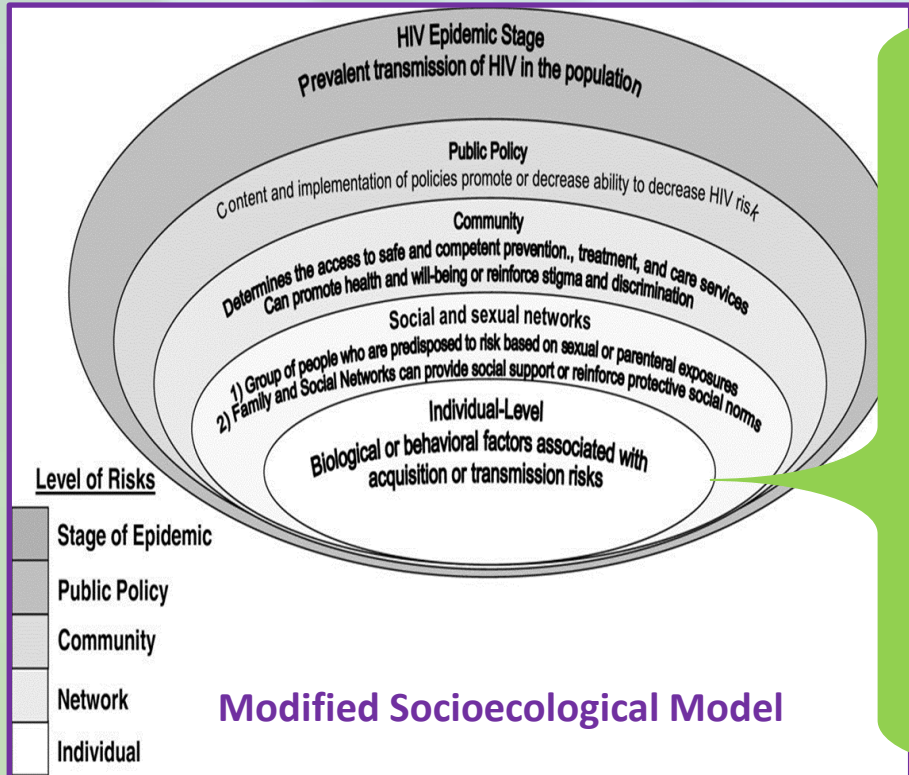 HIV Epidemic Stage
Prevalent transmission of HIV in the population
Public Policy
Content and implementation of policies promote or decrease ability to decrease HIV risk
Community
Determines the access to safe and competent prevention., treatment, and care services
Can promote health and will-being or reinforce stigma and discrimination
Social and sexual networks
1) Group of people who are predisposed to risk based on sexual or parenteral exposures
2) Family and Social Networks can provide social support or reinforce protective social norms
Individual-Level
Biological or behavioral factors associated with
acquisition or transmission risks
Level of Risks
Stage of Epidemic
Public Policy
Community
Network
Individual
Modified Socioecological Model